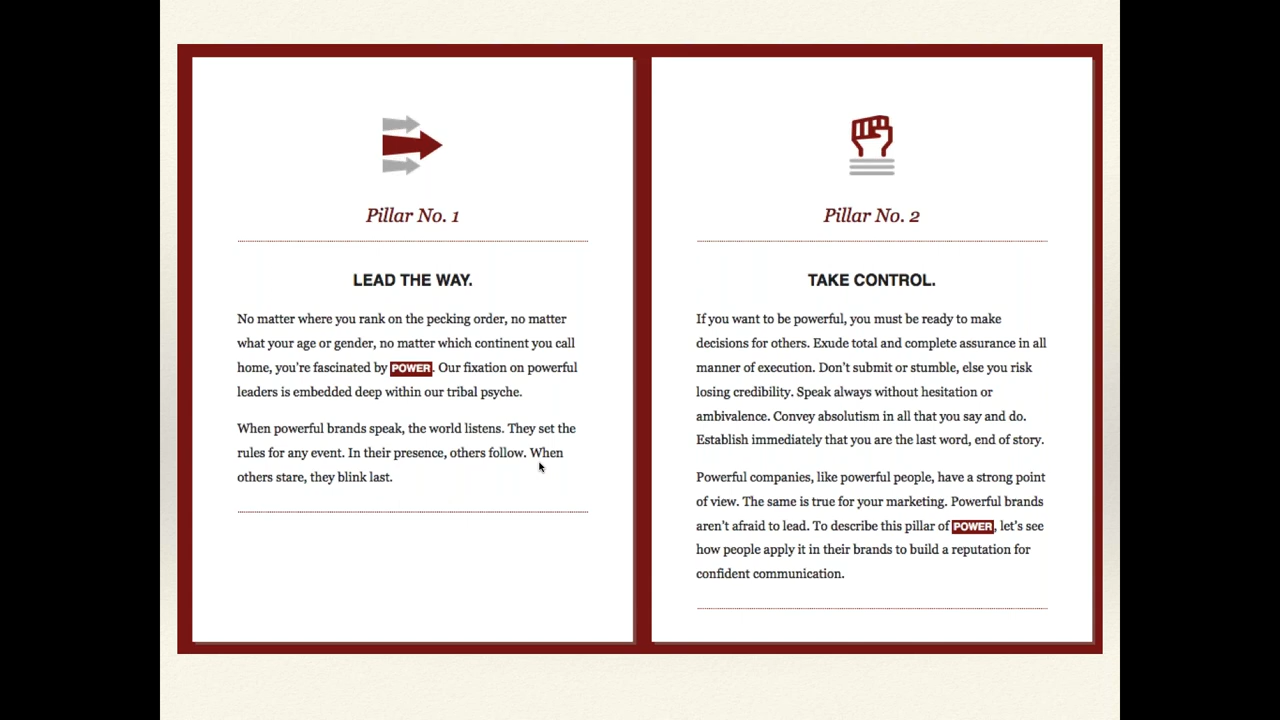 Pillar No. 1
LEAD THE WAY.
No matter where you rank on the pecking order, no matter
what your age or gender, no matter which continent you call
home, you’re fascinated by POWER. Our fixation on powerful
leaders is embedded deep within our tribal psyche.
When powerful brands speak, the world listens. They set the
rules for any event. In their presence, others follow. When
others stare, they blink last.
Pillar No. 2
TAKE CONTROL.
If you want to be powerful, you must be ready to make
decisions for others. Exude total and complete assurance in all
manner of execution. Don’t submit or stumble, else you risk
losing credibility. Speak always without hesitation or
ambivalence. Convey absolutism in all that you say and do.
Establish immediately that you are the last word, end of story.
Powerful companies, like powerful people, have a strong point
of view. The same is true for your marketing. Powerful brands
aren’t afraid to lead. To describe this pillar of POWER, let’s see
how people apply it in their brands to build a reputation for
confident communication.